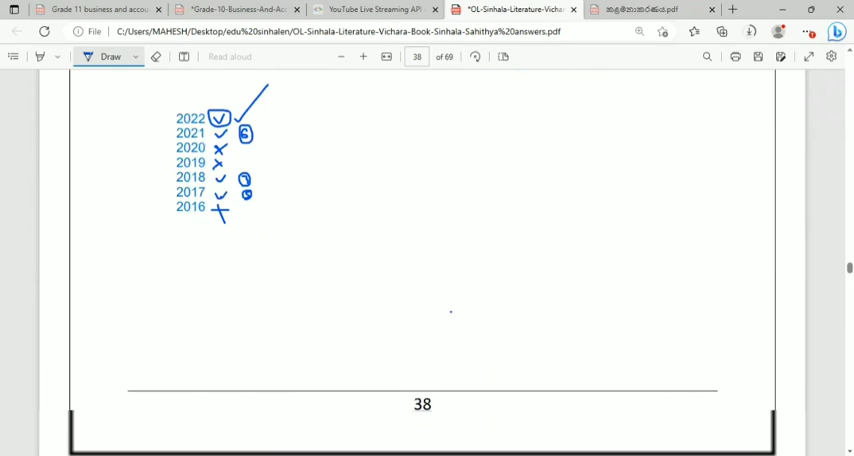 Grade 11 business and accou
*Grade-10-Business-And-Acc
YouTube Live Streaming API
*OL-Sinhala-Literature-Vichar
File
C:/Users/MAHESH/Desktop/edu%20sinhalen/OL-Sinhala-Literature-Vichara-Book-Sinhala-Sahithya%20answers.pdf
Draw
Read aloud
38 of 69
2022
2021 6
2020
2019
2018
2017
2016
38